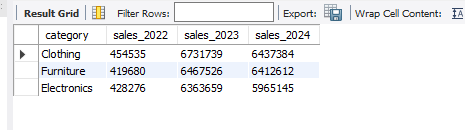 Result Grid Filter Rows: Export: Wrap Cell Content: IA
category sales_2022 sales_2023 sales_2024
Clothing 454535 6731739 6437384
Furniture 419680 6467526 6412612
Electronics 428276 6363659 5965145